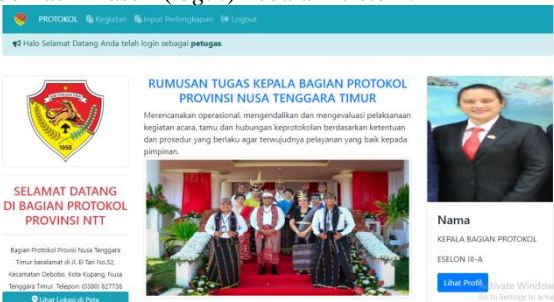 PROTOKOL Kegiatan Input Perlengkapan Logout
Halo Selamat Datang Anda telah login sebagai petugas.
1958
SELAMAT DATANG
DI BAGIAN PROTOKOL
PROVINSI NTT
Bagian Protokol Provisi Nusa Tenggara
Timur beralamat di Jl. El Tari No.52,
Kecamatan Oebobo, Kota Kupang, Nusa
Tenggara Timur. Telepon: (0380) 827738
Lihat Lokasi di Peta
RUMUSAN TUGAS KEPALA BAGIAN PROTOKOL
PROVINSI NUSA TENGGARA TIMUR
Merencanakan operasional, mengendalikan dan mengevaluasi pelaksanaan
kegiatan acara, tamu dan hubungan keprotokolan berdasarkan ketentuan
dan prosedur yang berlaku agar terwujudnya pelayanan yang baik kepada
pimpinan.
Nama
KEPALA BAGIAN PROTOKOL
ESELON III-A
Lihat Profil